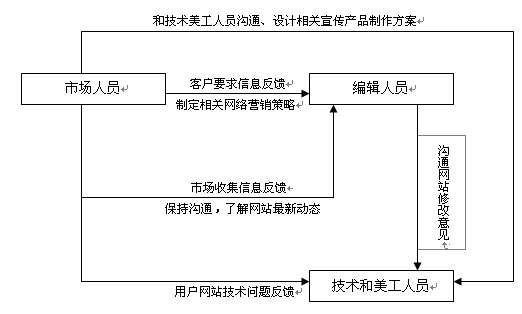 和技术美工人员沟通、设计相关宣传产品制作方案
市场人员
客户要求信息反馈
制定相关网络营销策略
编辑人员
沟通网站修改意见
市场收集信息反馈
保持沟通，了解网站最新动态
用户网站技术问题反馈
技术和美工人员